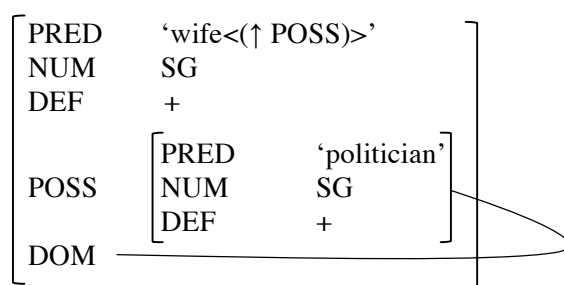 PRED ‘wife<(↑ POSS)>’
NUM SG
DEF +
PRED ‘politician’
POSS NUM SG
DEF +
DOM